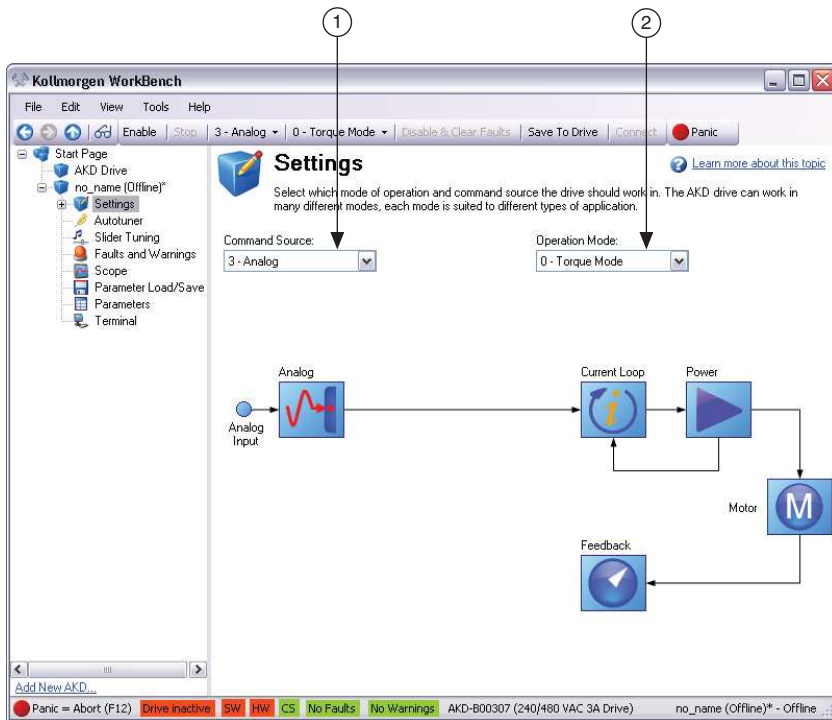 1
2
Kollmorgen WorkBench
File Edit View Tools Help
Enable Stop 3 - Analog 0 - Torque Mode Disable & Clear Faults Save To Drive Connect Panic
Start Page
AKD Drive
no_name (Offline)*
Settings
Autotuner
Slider Tuning
Faults and Warnings
Scope
Parameter Load/Save
Parameters
Terminal
Add New AKD...
Settings
Learn more about this topic
Select which mode of operation and command source the drive should work in. The AKD drive can work in
many different modes, each mode is suited to different types of application.
Command Source:
3 - Analog
Operation Mode:
0 - Torque Mode
Analog
Analog
Input
Current Loop
i
Power
Motor
M
Feedback
Panic = Abort (F12) Drive inactive SW HW CS No Faults No Warnings AKD-B00307 (240/480 VAC 3A Drive) no_name (Offline)* - Offline